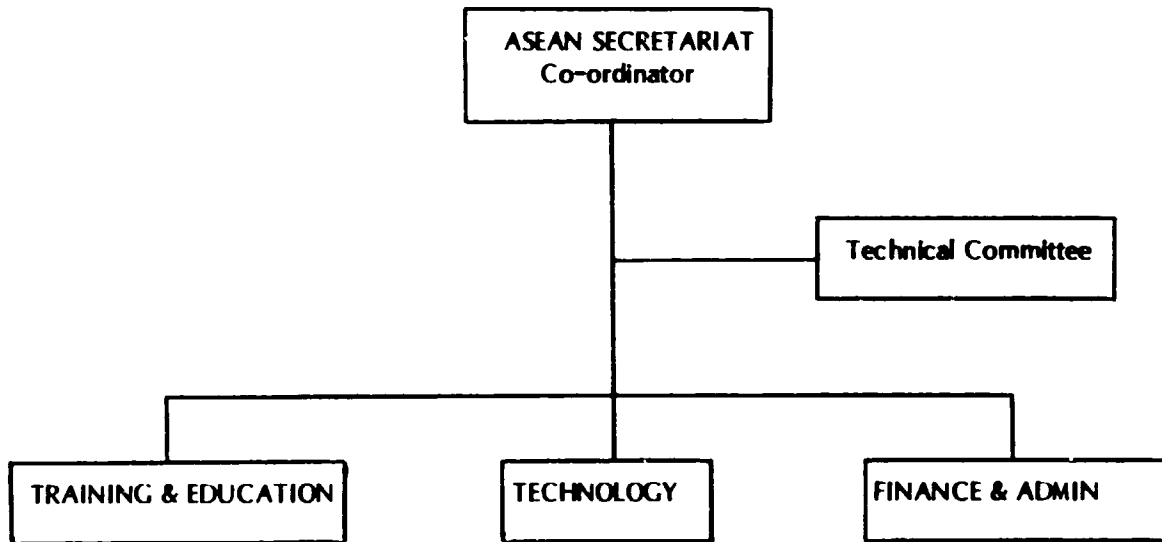 ASEAN SECRETARIAT
Co-ordinator
Technical Committee
TRAINING & EDUCATION
TECHNOLOGY
FINANCE & ADMIN